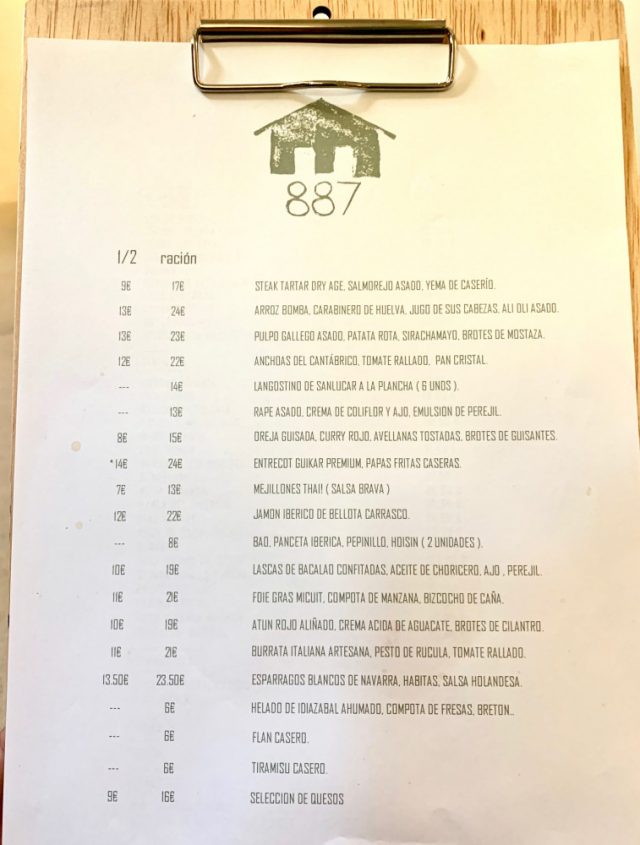 887
1/2 ración
9€ 17€ STEAK TARTAR DRY AGE, SALMOREJO ASADO, YEMA DE CASERÍO.
13€ 24€ ARROZ BOMBA, CARABINERO DE HUELVA, JUGO DE SUS CABEZAS, ALI OLI ASADO.
13€ 23€ PULPO GALLEGO ASADO, PATATA ROTA, SIRACHAMAYO, BROTES DE MOSTAZA.
12€ 22€ ANCHOAS DEL CANTÁBRICO, TOMATE RALLADO, PAN CRISTAL.
--- 14€ LANGOSTINO DE SANLUCAR A LA PLANCHA ( 6 UNDS ).
--- 13€ RAPE ASADO, CREMA DE COLIFLOR Y AJO, EMULSION DE PEREJIL.
8€ 15€ OREJA GUISADA, CURRY ROJO, AVELLANAS TOSTADAS, BROTES DE GUISANTES.
*14€ 24€ ENTRECOT GUIKAR PREMIUM, PAPAS FRITAS CASERAS.
7€ 13€ MEJILLONES THAI! ( SALSA BRAVA )
12€ 22€ JAMON IBERICO DE BELLOTA CARRASCO.
--- 8€ BAO, PANCETA IBERICA, PEPINILLO, HOISIN ( 2 UNIDADES ).
10€ 19€ LASCAS DE BACALAO CONFITADAS, ACEITE DE CHORICERO, AJO , PEREJIL.
11€ 21€ FOIE GRAS MICUIT, COMPOTA DE MANZANA, BIZCOCHO DE CAÑA.
10€ 19€ ATUN ROJO ALIÑADO, CREMA ACIDA DE AGUACATE, BROTES DE CILANTRO.
11€ 21€ BURRATA ITALIANA ARTESANA, PESTO DE RUCULA, TOMATE RALLADO.
13.50€ 23.50€ ESPARRAGOS BLANCOS DE NAVARRA, HABITAS, SALSA HOLANDESA.
--- 6€ HELADO DE IDIAZABAL AHUMADO, COMPOTA DE FRESAS, BRETON..
--- 6€ FLAN CASERO.
--- 6€ TIRAMISU CASERO.
9€ 16€ SELECCION DE QUESOS